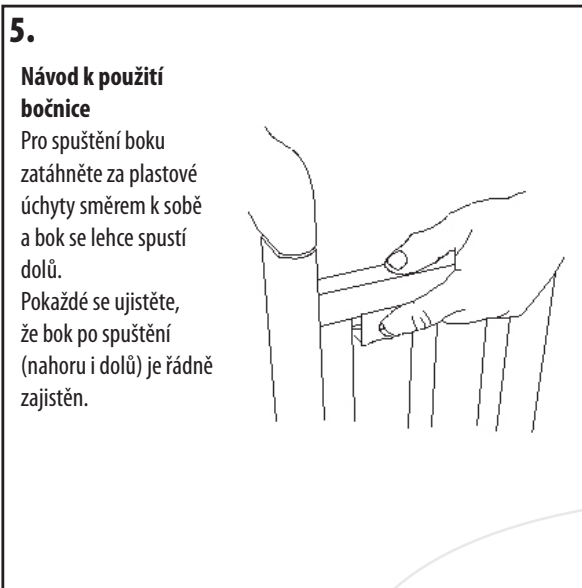 5.
Návod k použití
bočnice
Pro spuštění boku
zatáhněte za plastové
úchyty směrem k sobě
a bok se lehce spustí
dolů.
Pokaždé se ujistěte,
že bok po spuštění
(nahoru i dolů) je řádně
zajistěn.